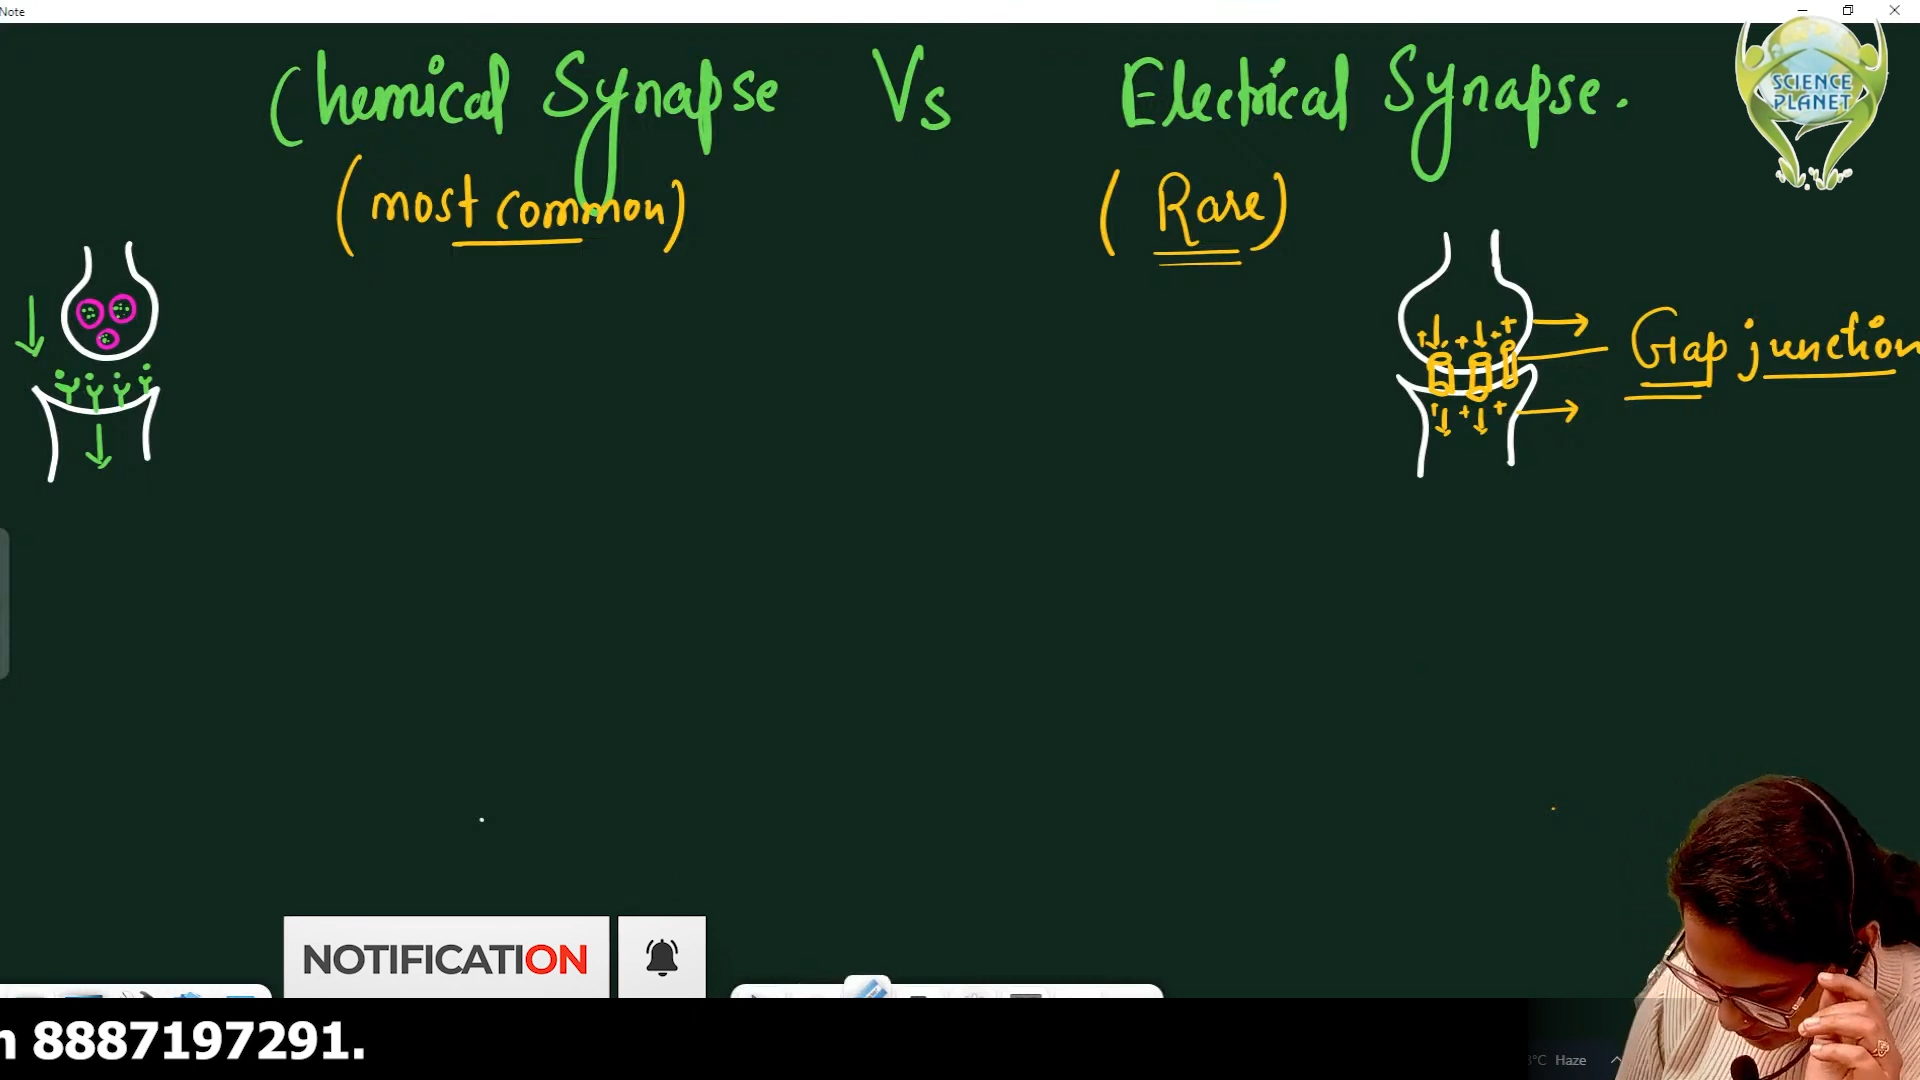 Note
Chemical Synapse Vs Electrical Synapse.
(most common) (Rare)
SCIENCE
PLANET
Gap junction
NOTIFICATION
8887197291.
Haze